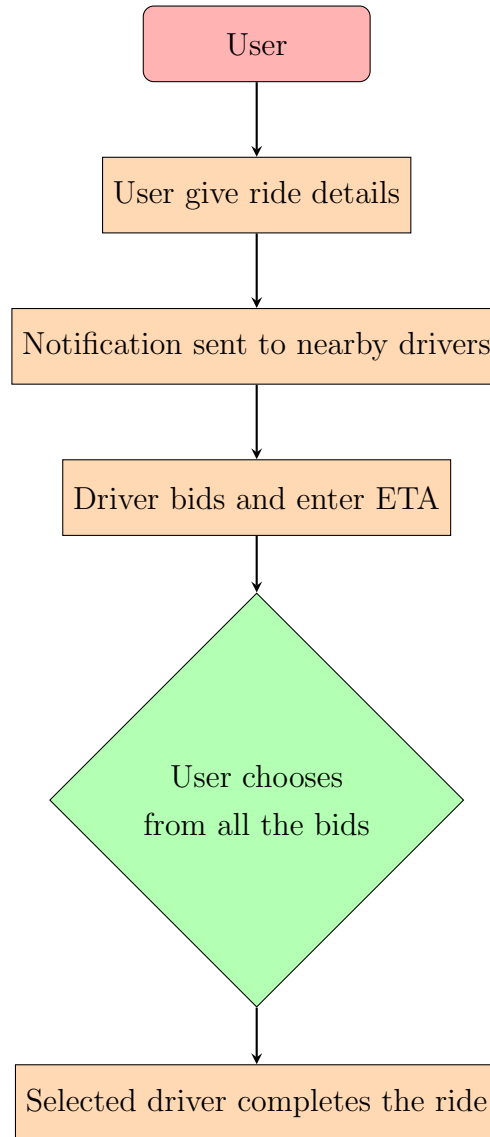 User
User give ride details
Notification sent to nearby drivers
Driver bids and enter ETA
User chooses
from all the bids
Selected driver completes the ride